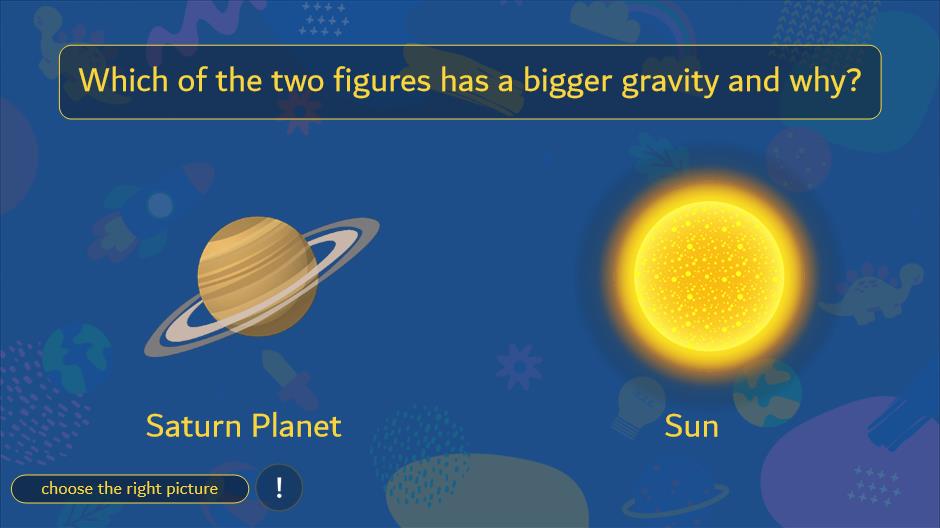 Which of the two figures has a bigger gravity and why?
Saturn Planet
Sun
choose the right picture
!